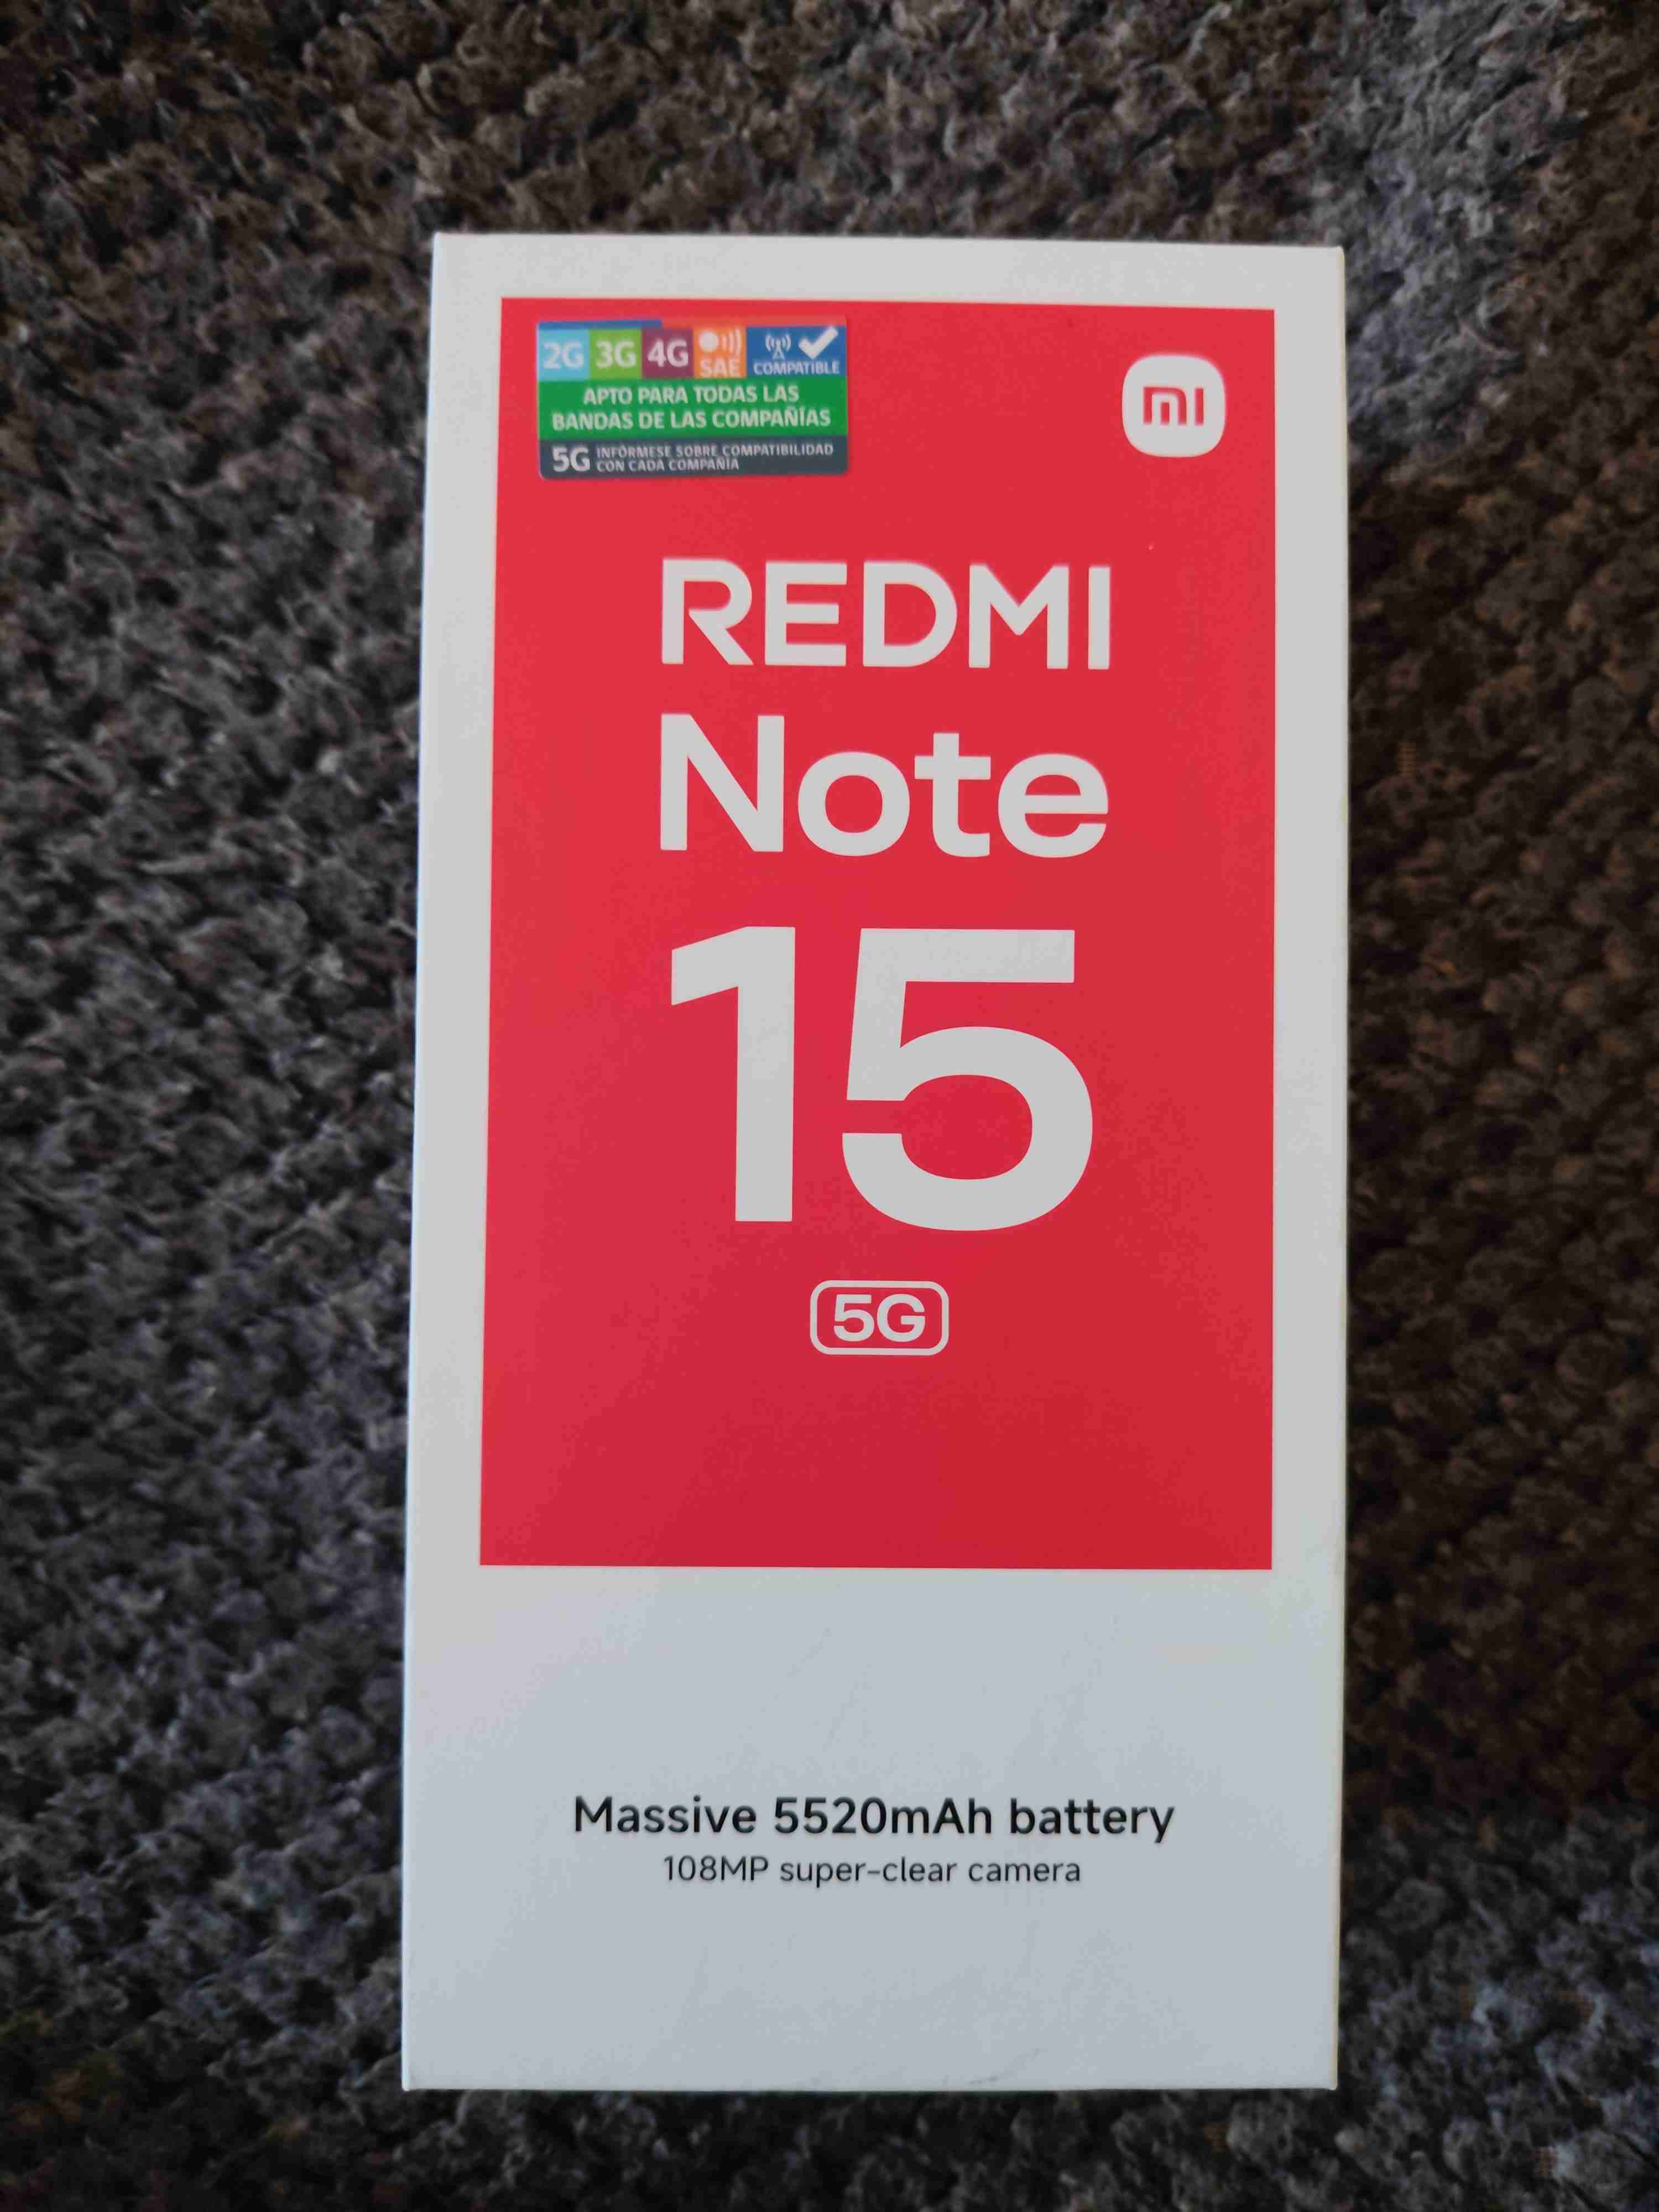 2G 3G 4G SAE COMPATIBLE
APTO PARA TODAS LAS
BANDAS DE LAS COMPAÑÍAS
5G INFÓRMESE SOBRE COMPATIBILIDAD
CON CADA COMPAÑÍA
mi
REDMI
Note
15
5G
Massive 5520mAh battery
108MP super-clear camera